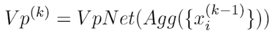 Vp^{(k)} = VpNet(Agg({x_i^{(k-1)}}))